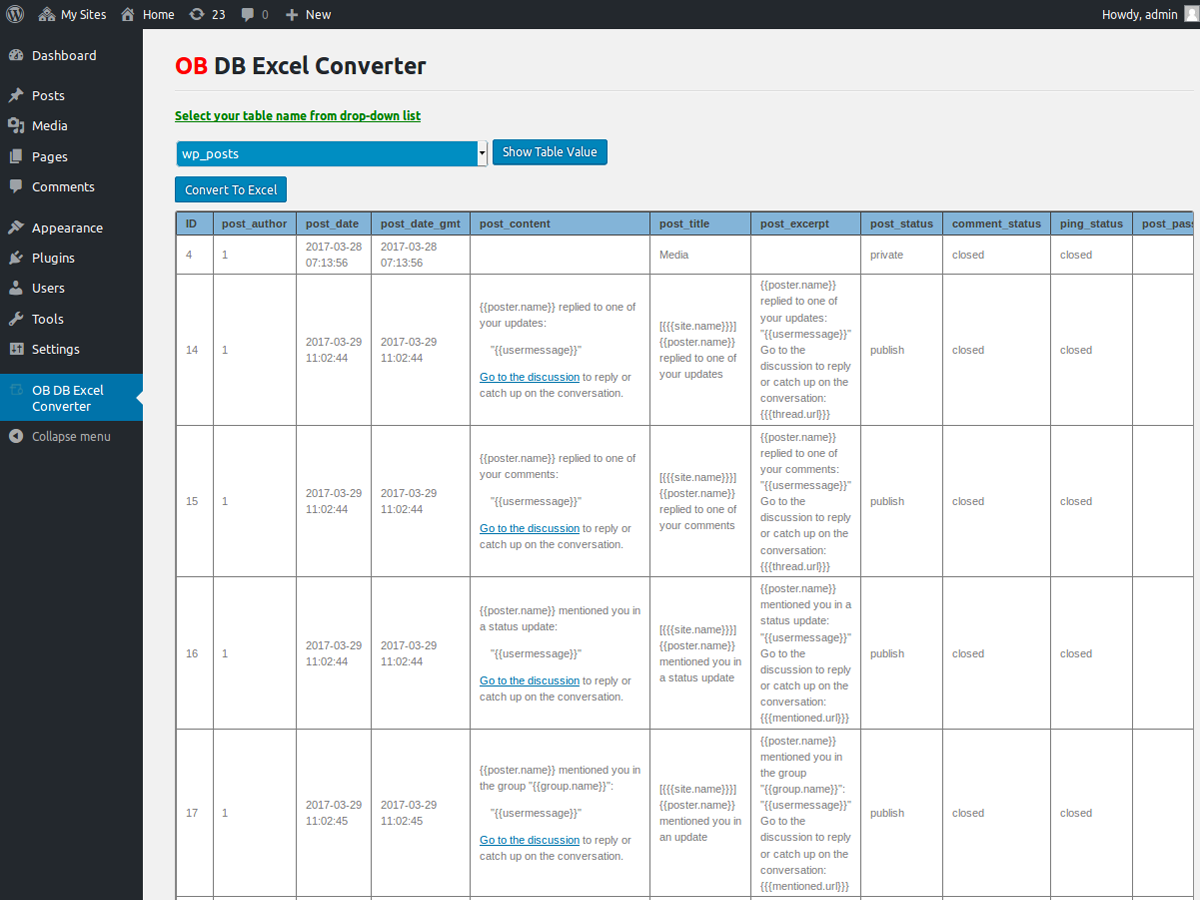 My Sites Home 23 0 New Howdy, admin
Dashboard
Posts
Media
Pages
Comments
Appearance
Plugins
Users
Tools
Settings
OB DB Excel
Converter
Collapse menu
OB DB Excel Converter
Select your table name from drop-down list
wp_posts Show Table Value
Convert To Excel
ID post_author post_date post_date_gmt post_content post_title post_excerpt post_status comment_status ping_status post_pass
4
1
2017-03-28
07:13:56
2017-03-28
07:13:56
Media
private
closed
closed
14
1
2017-03-29
11:02:44
2017-03-29
11:02:44
{{poster.name}} replied to one of
your updates:
"{{usermessage}}"
Go to the discussion to reply or
catch up on the conversation.
[{{{site.name}}}]
{{poster.name}}
replied to one of
your updates
{{poster.name}}
replied to one of
your updates:
"{{usermessage}}"
Go to the
discussion to reply
or catch up on the
conversation:
{{{thread.url}}}
publish
closed
closed
15
1
2017-03-29
11:02:44
2017-03-29
11:02:44
{{poster.name}} replied to one of
your comments:
"{{usermessage}}"
Go to the discussion to reply or
catch up on the conversation.
[{{{site.name}}}]
{{poster.name}}
replied to one of
your comments
{{poster.name}}
replied to one of
your comments:
"{{usermessage}}"
Go to the
discussion to reply
or catch up on the
conversation:
{{{thread.url}}}
publish
closed
closed
16
1
2017-03-29
11:02:44
2017-03-29
11:02:44
{{poster.name}} mentioned you in
a status update:
"{{usermessage}}"
Go to the discussion to reply or
catch up on the conversation.
[{{{site.name}}}]
{{poster.name}}
mentioned you in
a status update
{{poster.name}}
mentioned you in a
status update:
"{{usermessage}}"
Go to the
discussion to reply
or catch up on the
conversation:
{{{mentioned.url}}}
publish
closed
closed
17
1
2017-03-29
11:02:45
2017-03-29
11:02:45
{{poster.name}} mentioned you in
the group "{{group.name}}":
"{{usermessage}}"
Go to the discussion to reply or
catch up on the conversation.
[{{{site.name}}}]
{{poster.name}}
mentioned you in
an update
{{poster.name}}
mentioned you in
the group
"{{group.name}}":
"{{usermessage}}"
Go to the
discussion to reply
or catch up on the
conversation:
{{{mentioned.url}}}
publish
closed
closed